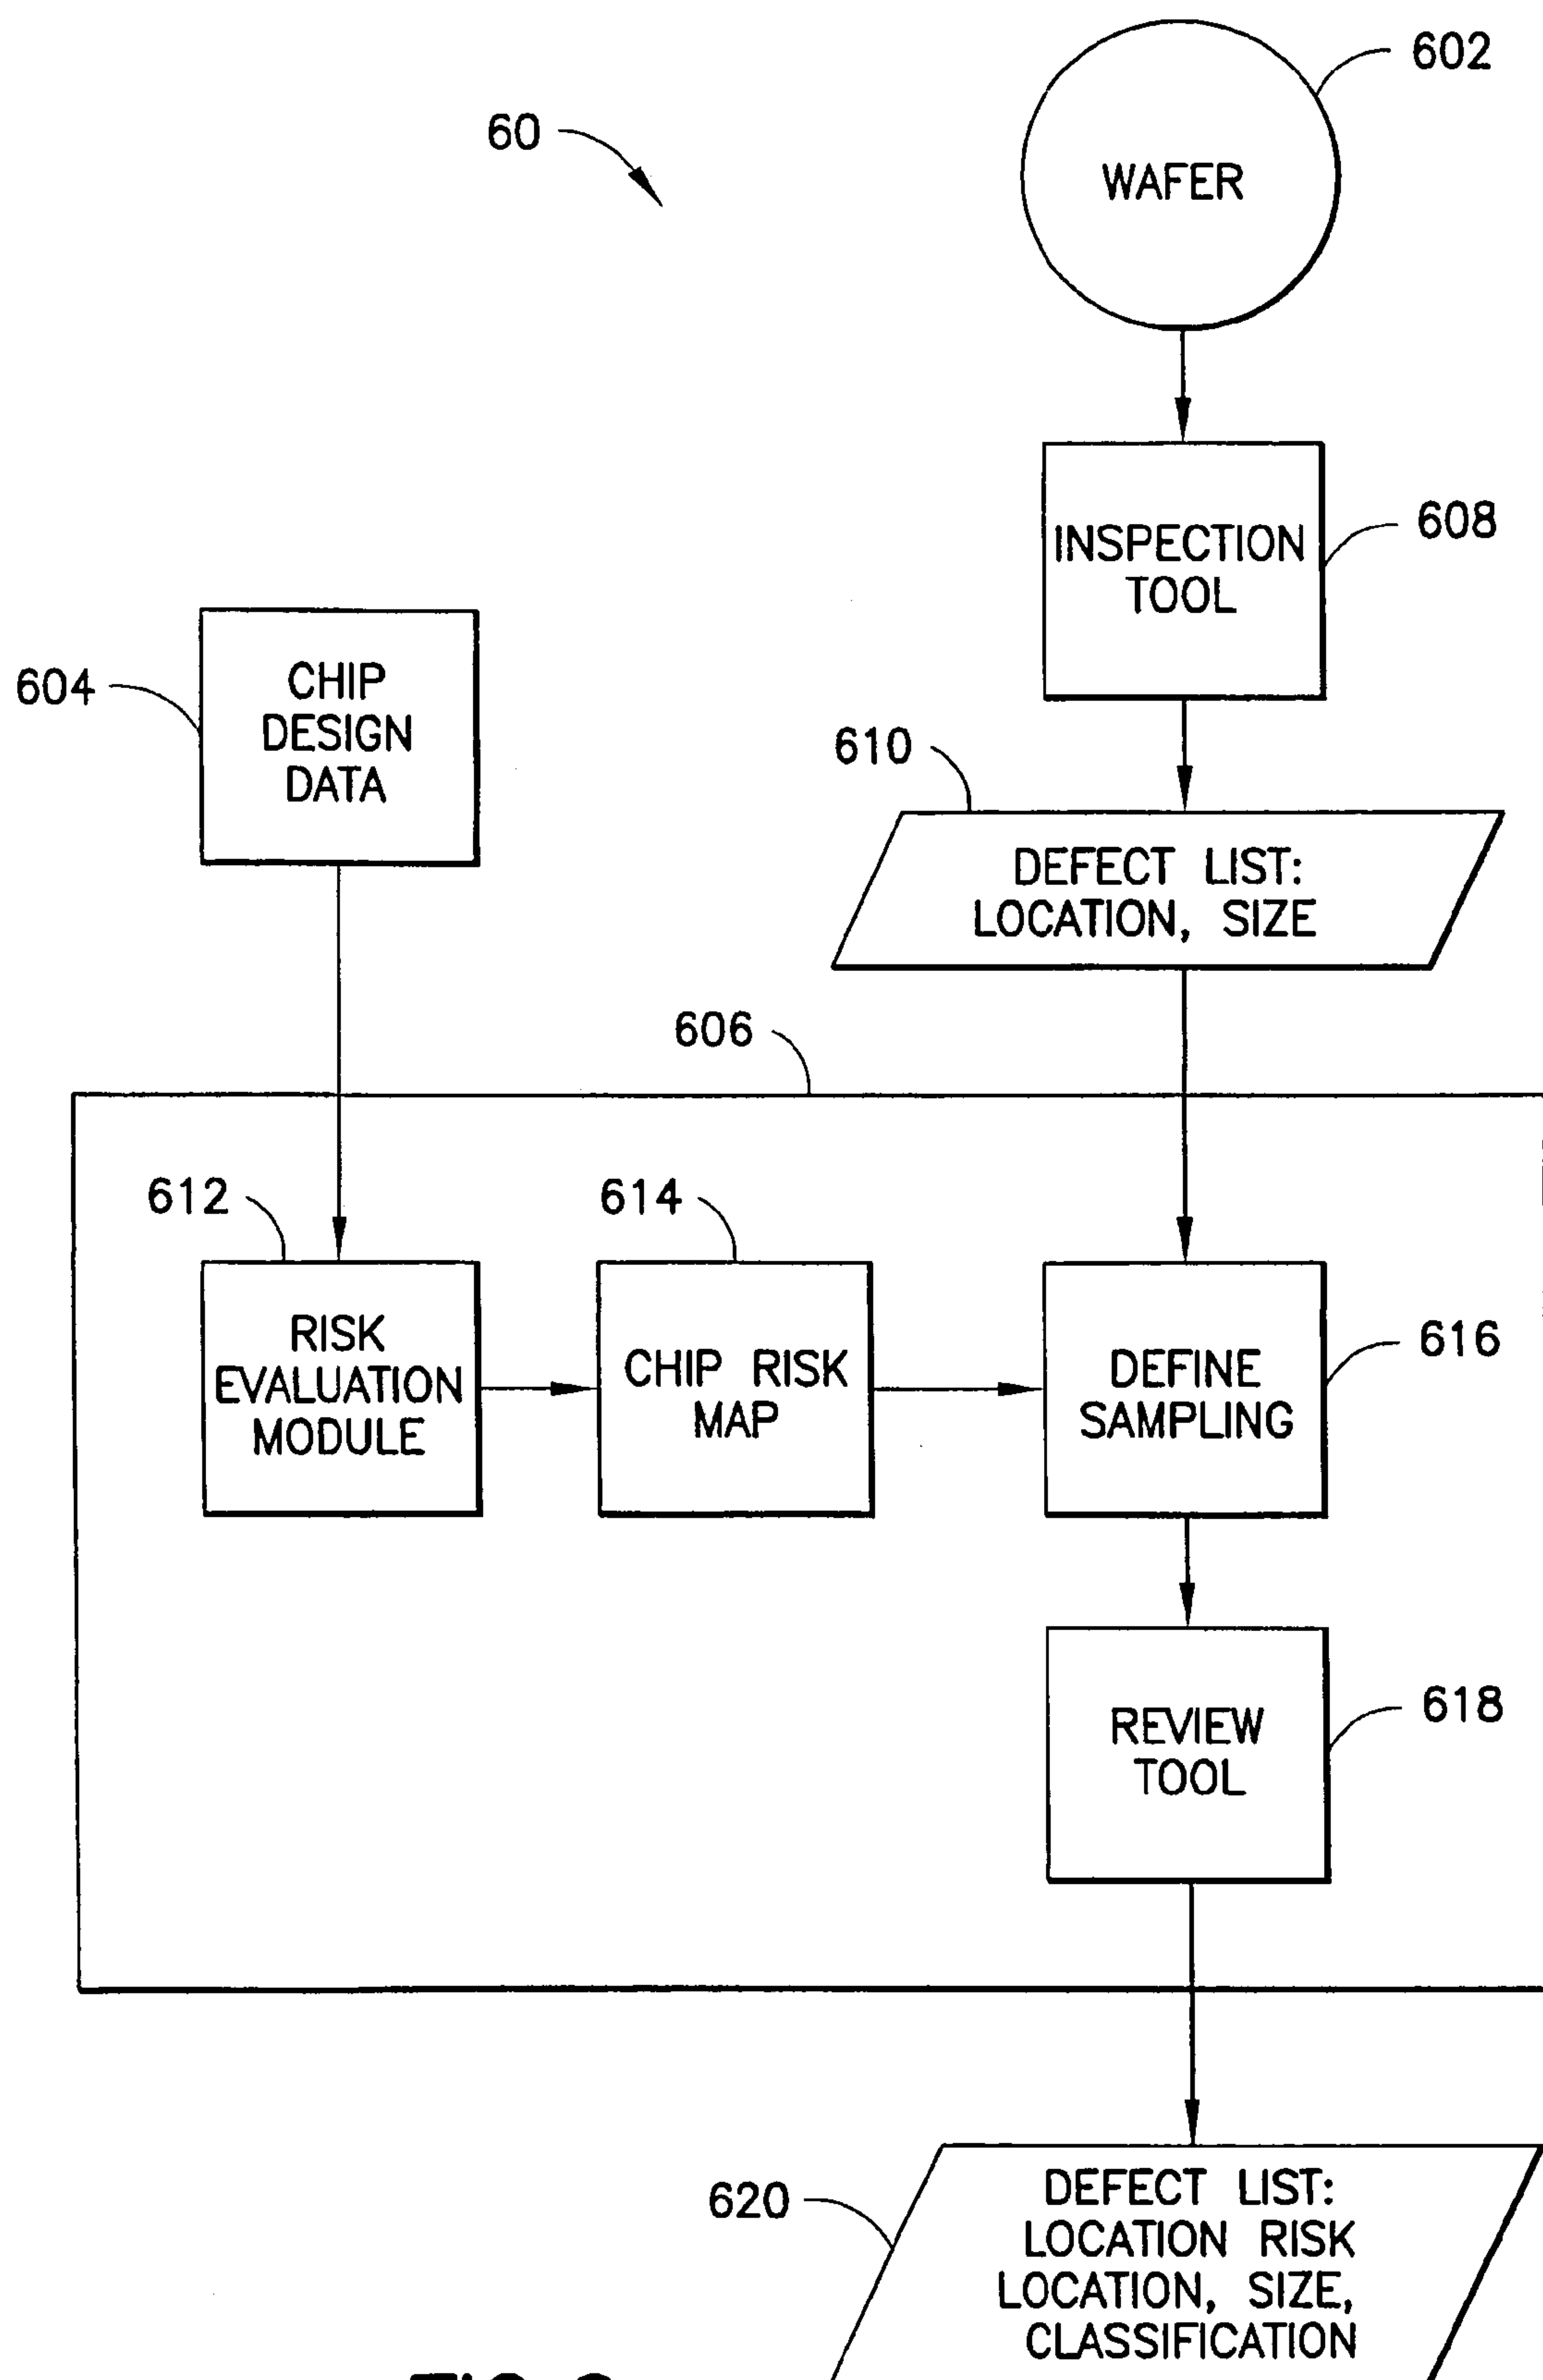 602
60
WAFER
608
INSPECTION
TOOL
604
CHIP
DESIGN
DATA
610
DEFECT LIST:
LOCATION, SIZE
606
612
614
RISK
EVALUATION
MODULE
CHIP RISK
MAP
616
DEFINE
SAMPLING
618
REVIEW
TOOL
620
DEFECT LIST:
LOCATION RISK
LOCATION, SIZE,
CLASSIFICATION